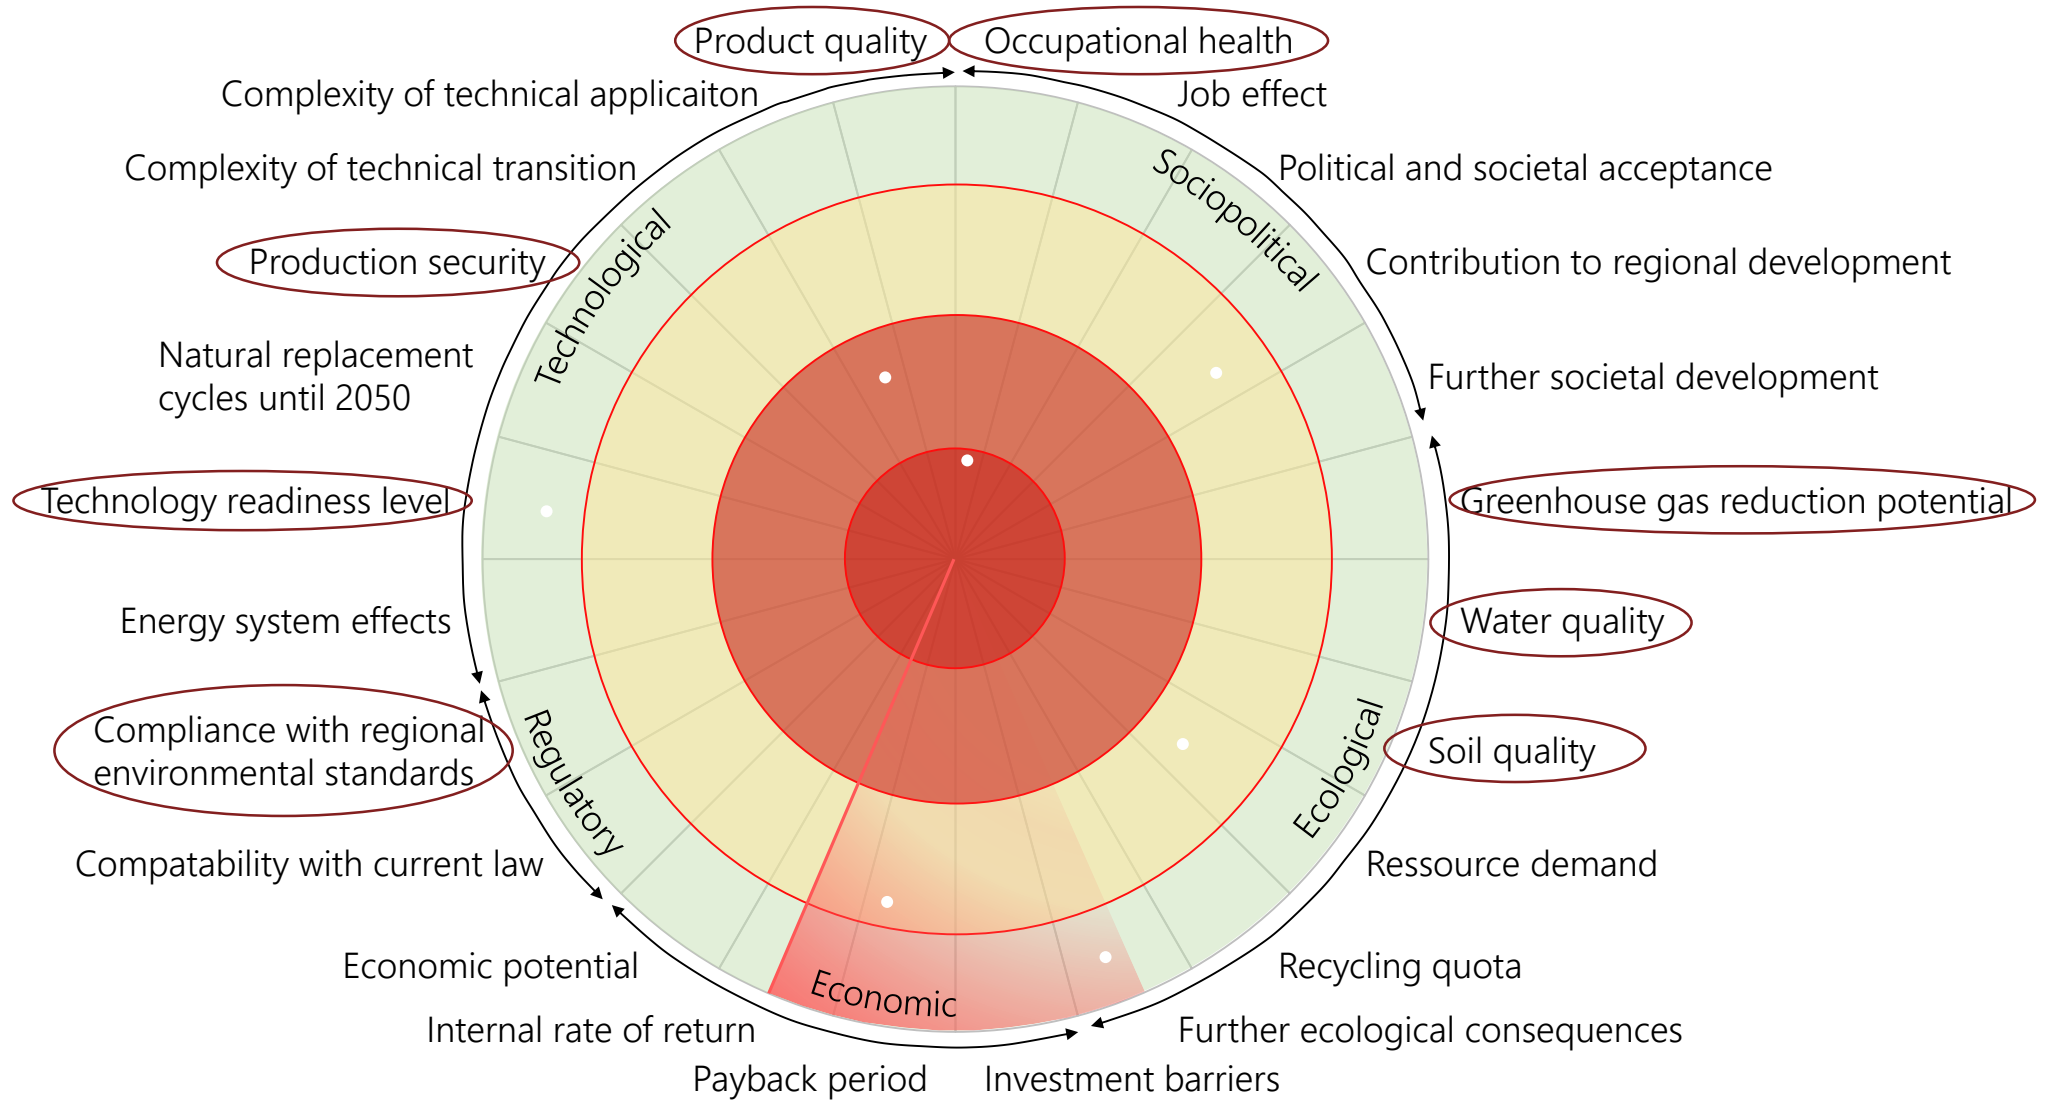 Product quality
Occupational health
Complexity of technical applicaiton
Job effect
Complexity of technical transition
Political and societal acceptance
Sociopolitical
Technological
Production security
Contribution to regional development
Natural replacement
cycles until 2050
Further societal development
Technology readiness level
Greenhouse gas reduction potential
Energy system effects
Water quality
Compliance with regional
environmental standards
Regulatory
Ecological
Soil quality
Compatability with current law
Ressource demand
Economic potential
Economic
Recycling quota
Internal rate of return
Further ecological consequences
Payback period
Investment barriers